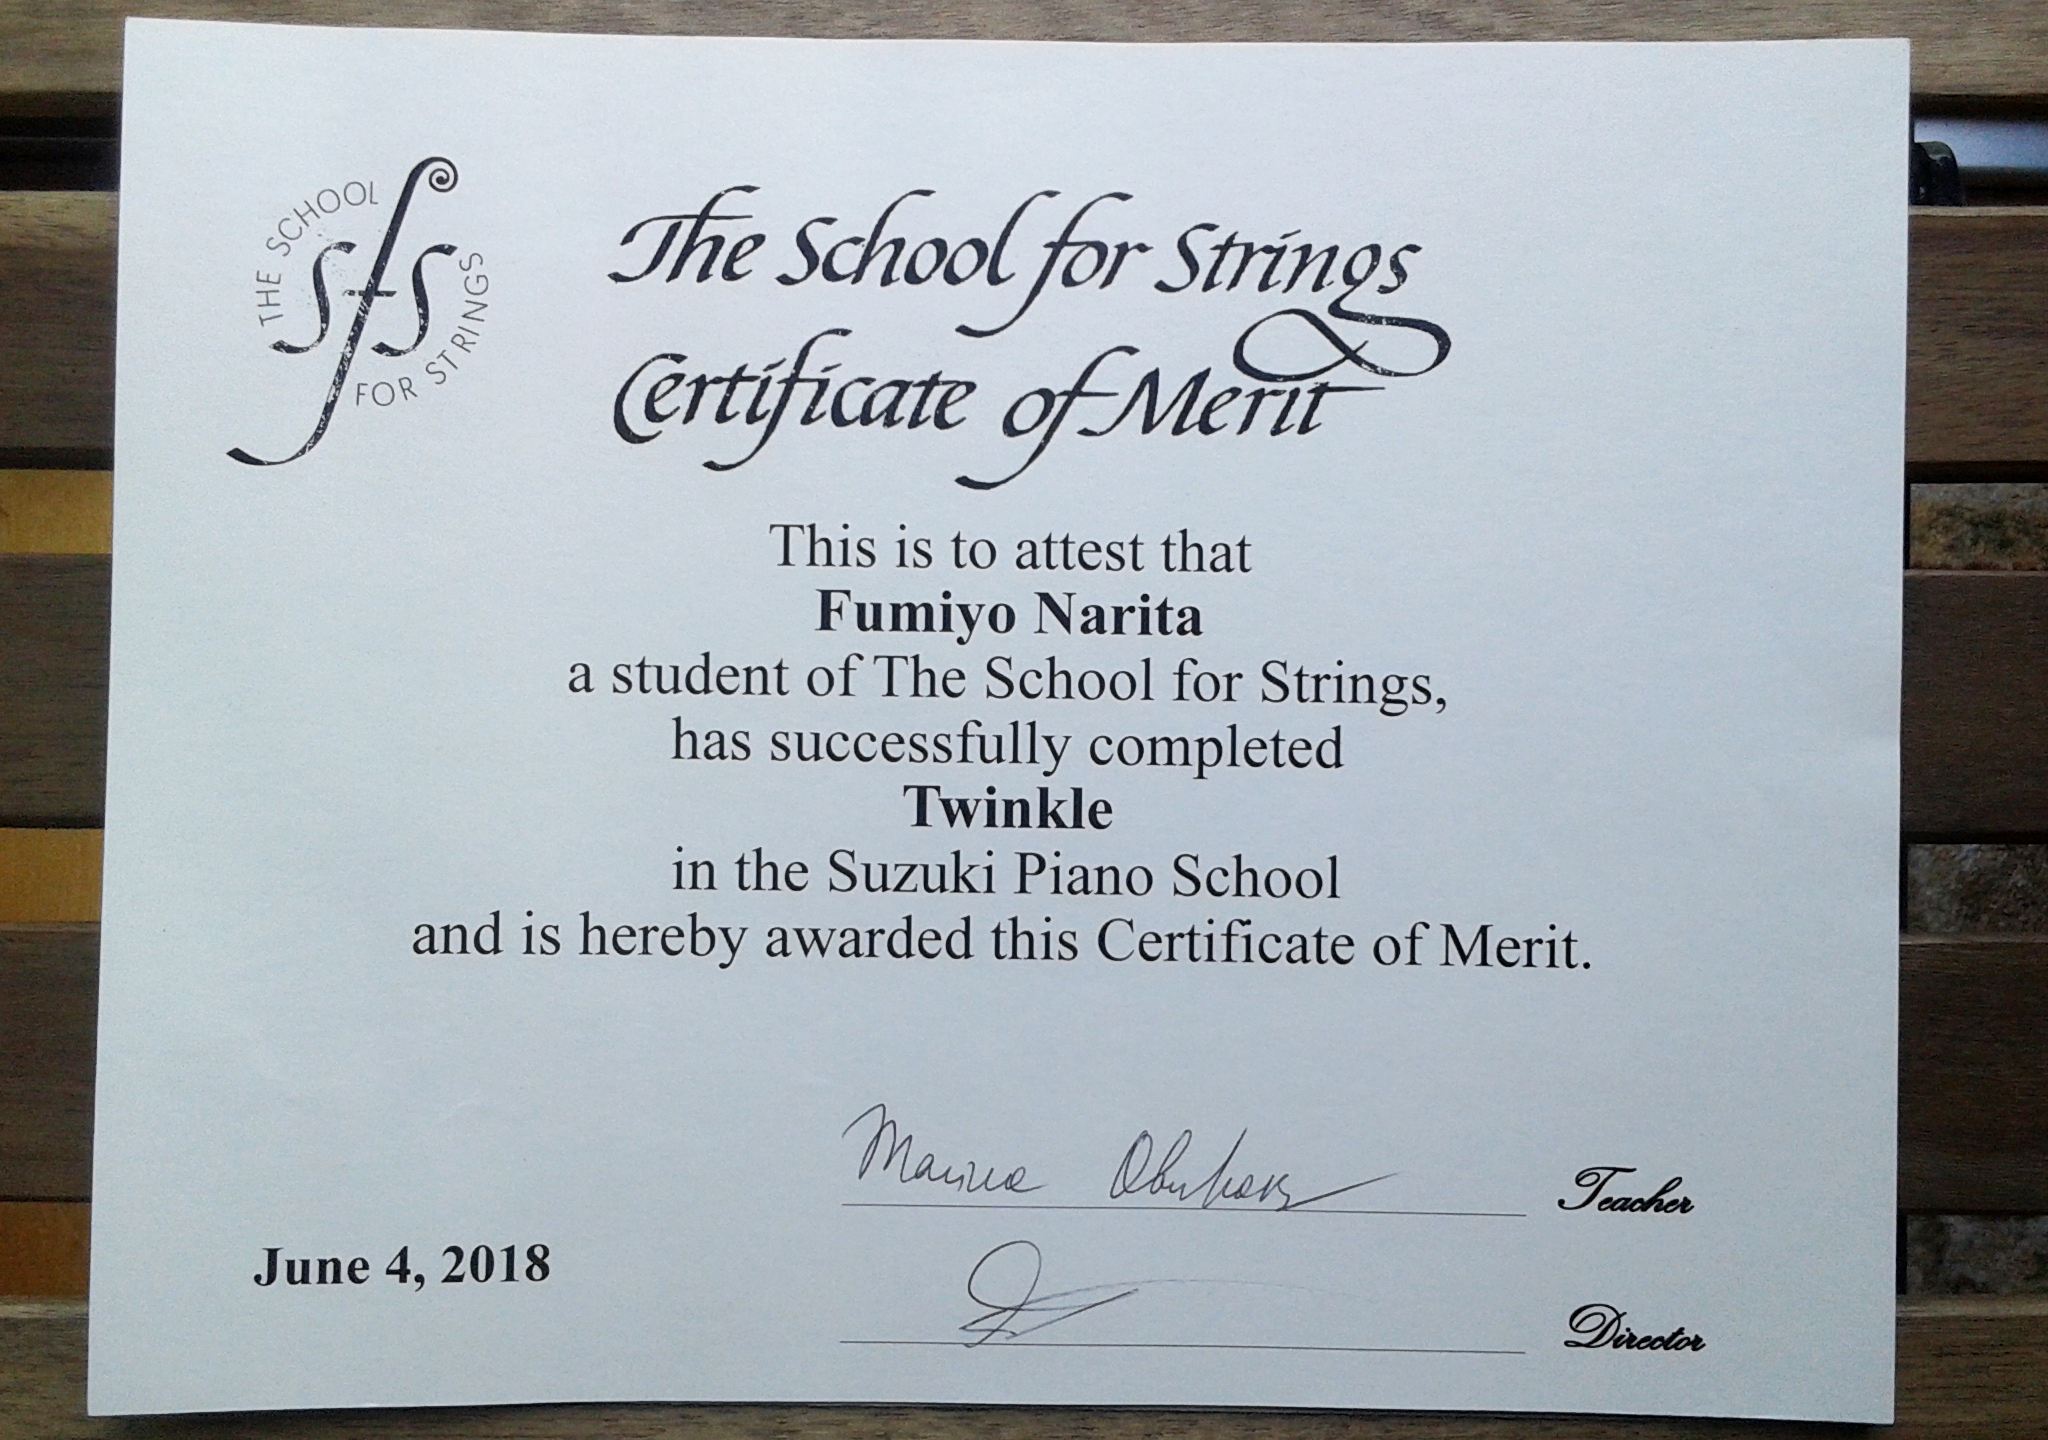 THE SCHOOL FOR STRINGS
sfs
The School for Strings
Certificate of Merit
This is to attest that
Fumiyo Narita
a student of The School for Strings,
has successfully completed
Twinkle
in the Suzuki Piano School
and is hereby awarded this Certificate of Merit.
Marina
Teacher
June 4, 2018
Director